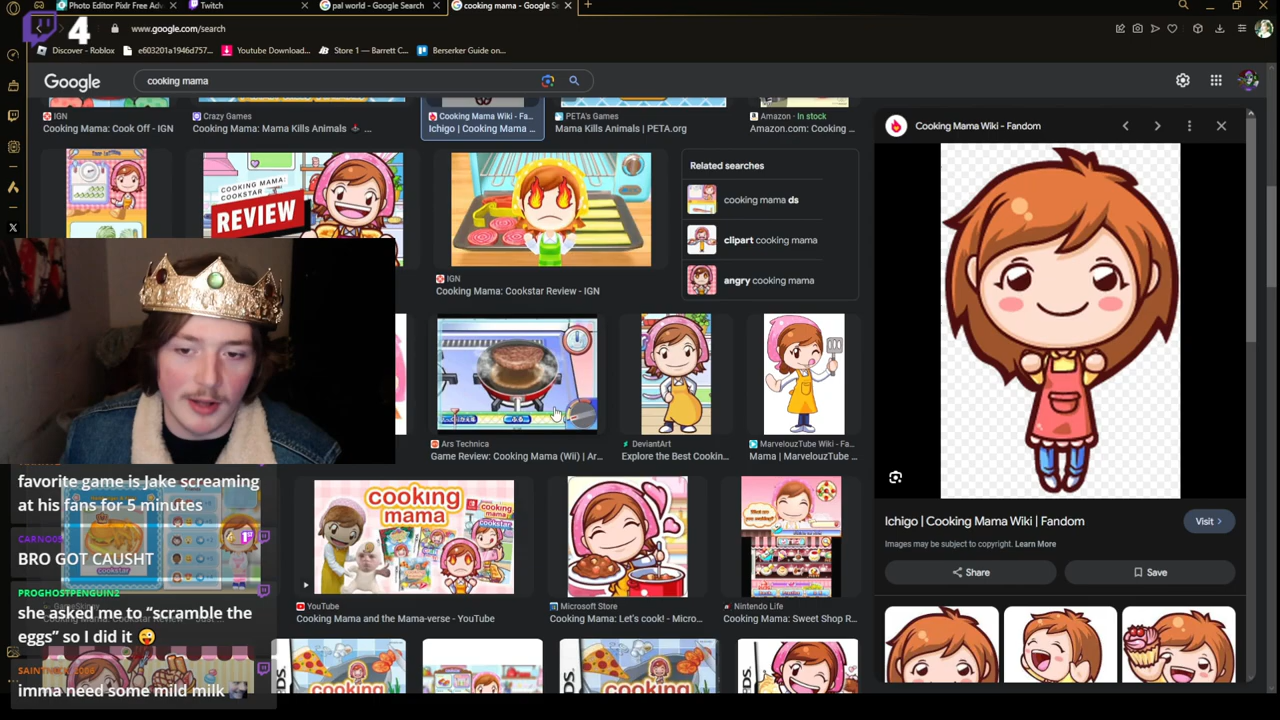 Photo Editor Pixlr Free Adv
Twitch
pal world - Google Search
cooking mama - Google Se
4
www.google.com/search
Discover - Roblox
e603201a1946d757...
Youtube Download...
Store 1 — Barrett C...
Berserker Guide on...
Google
cooking mama
IGN
Cooking Mama: Cook Off - IGN
Crazy Games
Cooking Mama: Mama Kills Animals
Cooking Mama Wiki - Fa...
Ichigo | Cooking Mama ...
PETA's Games
Mama Kills Animals | PETA.org
Amazon · In stock
Amazon.com: Cooking ...
COOKING MAMA:
COOKSTAR
REVIEW
IGN
Cooking Mama: Cookstar Review - IGN
Related searches
cooking mama ds
clipart cooking mama
angry cooking mama
Ars Technica
Game Review: Cooking Mama (Wii) | Ar...
DeviantArt
Explore the Best Cookin...
MarvelouzTube Wiki - Fa...
Mama | MarvelouzTube ...
cooking
mama
YouTube
Cooking Mama and the Mama-verse - YouTube
Microsoft Store
Cooking Mama: Let's cook! - Micro...
Nintendo Life
Cooking Mama: Sweet Shop R...
Cooking Mama Wiki - Fandom
Ichigo | Cooking Mama Wiki | Fandom
Visit
Images may be subject to copyright. Learn More
Share
Save
favorite game is Jake screaming
at his fans for 5 minutes
BRO GOT CAUSHT
PROGHOSTPENGUIN2
she asked me to “scramble the
eggs” so I did it
imma need some mild milk